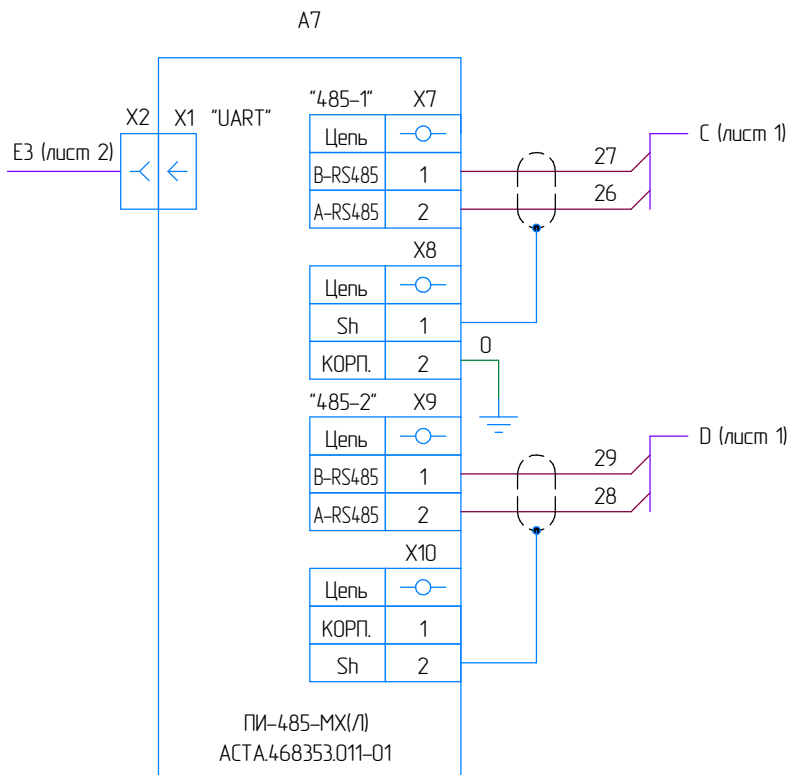 А7
"485-1" X7
X2 X1 "UART"
Цепь
E3 (лист 2)
B-RS485 1
27
C (лист 1)
A-RS485 2
26
X8
Цепь
Sh 1
КОРП. 2
0
"485-2" X9
Цепь
D (лист 1)
B-RS485 1
29
A-RS485 2
28
X10
Цепь
КОРП. 1
Sh 2
ПИ-485-МХ(Л)
АСТА.468353.011-01